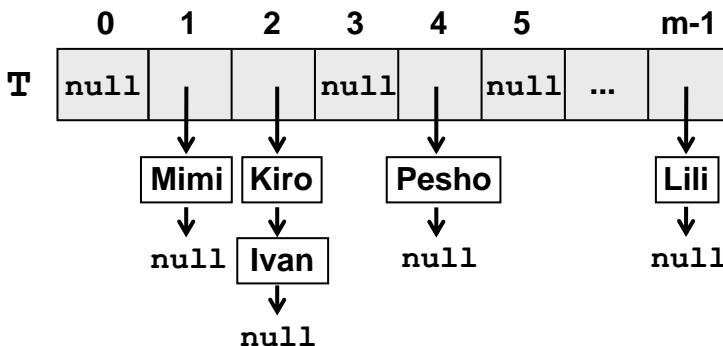 0 1 2 3 4 5 m-1
T null null null ...
Mimi Kiro Pesho Lili
null Ivan null null
null